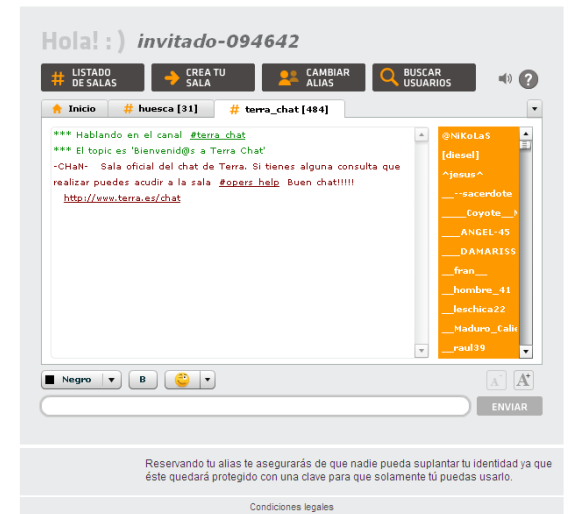 Hola! :) invitado-094642
LISTADO DE SALAS
CREA TU SALA
CAMBIAR ALIAS
BUSCAR USUARIOS
?
Inicio
# huesca [31]
# terra_chat [484]
*** Hablando en el canal #terra_chat
*** El topic es 'Bienvenid@s a Terra Chat'
-CHaN- Sala oficial del chat de Terra. Si tienes alguna consulta que
realizar puedes acudir a la sala #opers_help Buen chat!!!!!
http://www.terra.es/chat
@NiKoLaS
[diesel]
^jesus^
__--sacerdote
____Coyote__
___ANGEL-45
___DAMARISS
__fran__
__hombre_41
__leschica22
__Maduro_Cali
__raul39
Negro
B
A-
A+
ENVIAR
Reservando tu alias te asegurarás de que nadie pueda suplantar tu identidad ya que
éste quedará protegido con una clave para que solamente tú puedas usarlo.
Condiciones legales